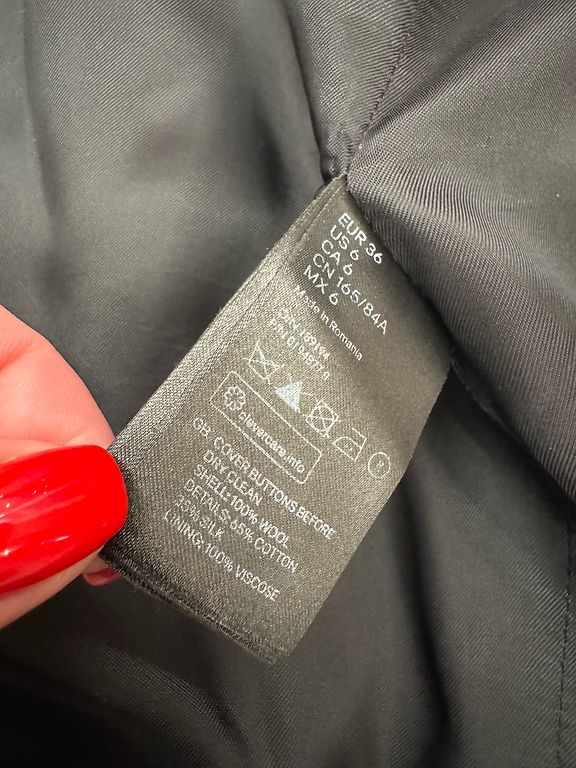 EUR 36
US 6
CA 6
CN 165/84A
MX 6
Made in Romania
clevercare.info
GB. COVER BUTTONS BEFORE
DRY CLEAN
SHELL: 100% WOOL
DETAILS: 65% COTTON
35% SILK
LINING: 100% VISCOSE